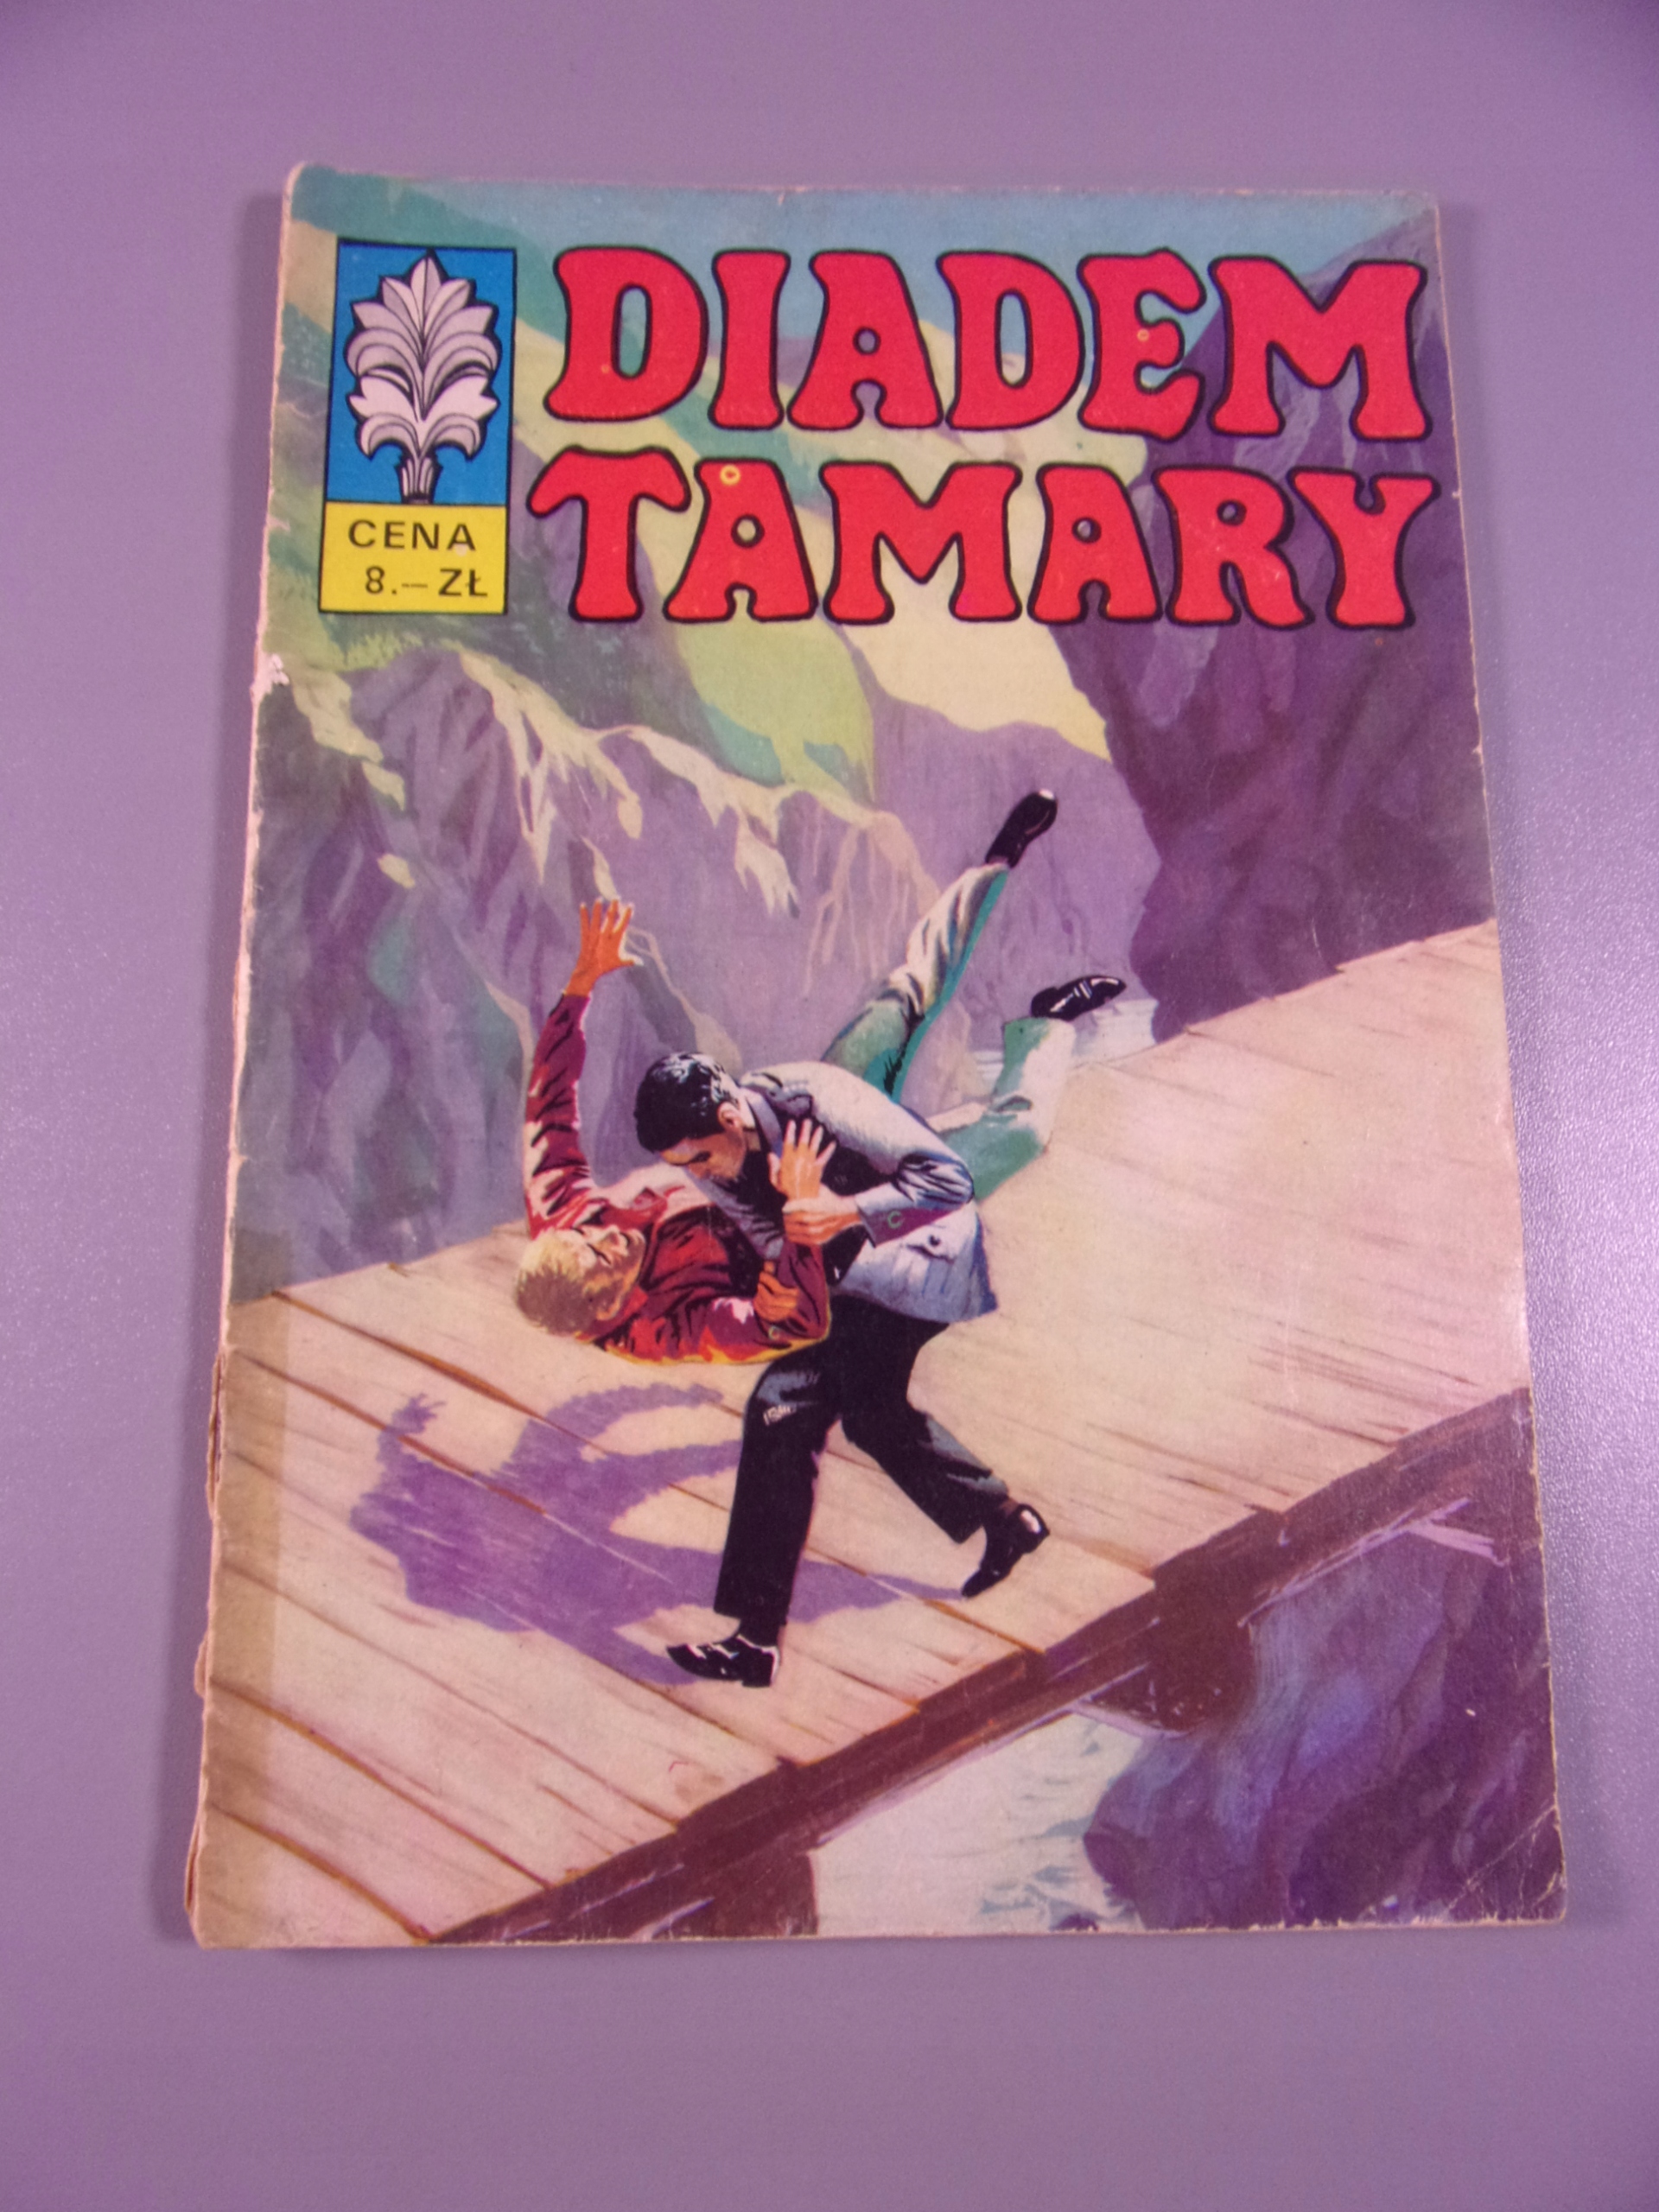 DIADEM
TAMARY
CENA
8.— ZŁ